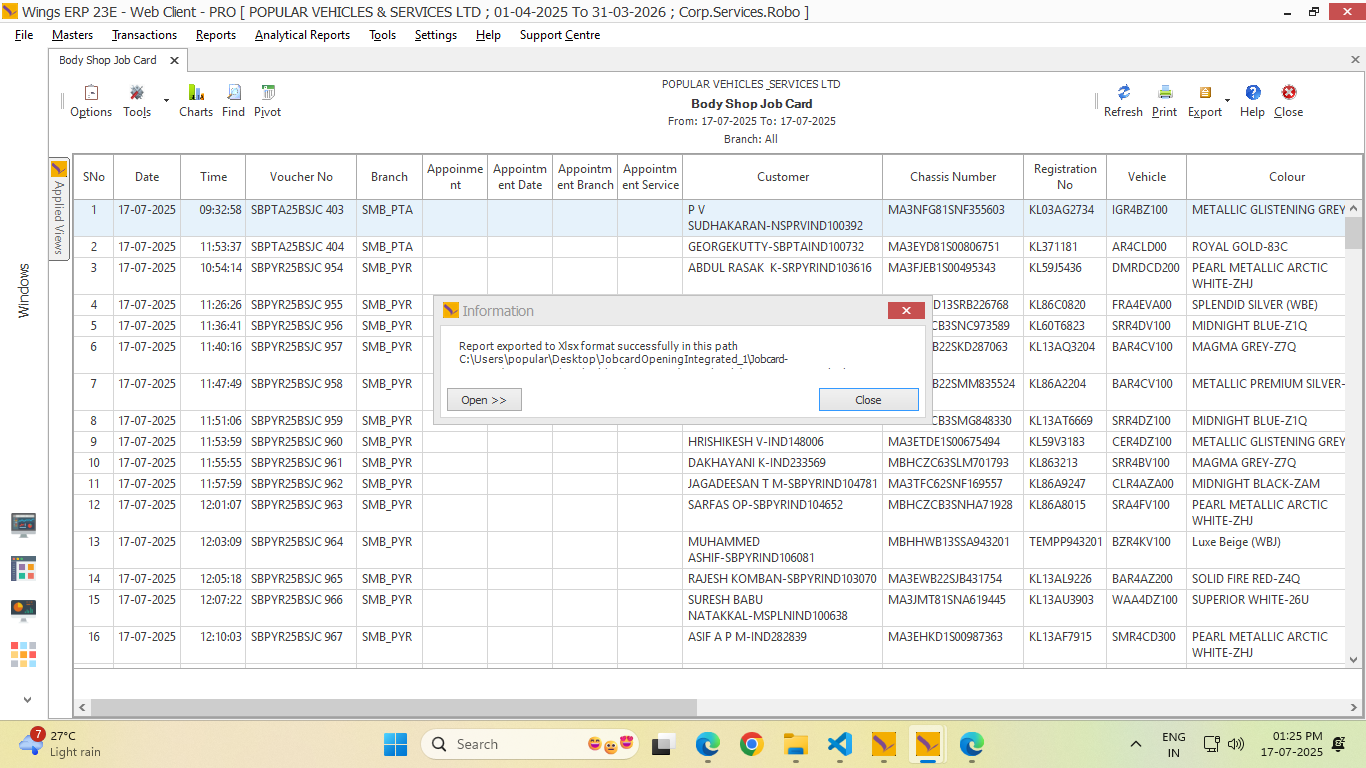 Wings ERP 23E - Web Client - PRO [ POPULAR VEHICLES & SERVICES LTD ; 01-04-2025 To 31-03-2026 ; Corp.Services.Robo ]
File Masters Transactions Reports Analytical Reports Tools Settings Help Support Centre
Body Shop Job Card
Options Tools Charts Find Pivot
POPULAR VEHICLES_SERVICES LTD
Body Shop Job Card
From: 17-07-2025 To: 17-07-2025
Branch: All
Refresh Print Export Help Close
Applied Views
Windows
SNo Date Time Voucher No Branch Appoinment Appointment Date Appointment Branch Appointment Service Customer Chassis Number Registration No Vehicle Colour
1 17-07-2025 09:32:58 SBPTA25BSJC 403 SMB_PTA P V SUDHAKARAN-NSPRVIND100392 MA3NFG81SNF355603 KL03AG2734 IGR4BZ100 METALLIC GLISTENING GREY
2 17-07-2025 11:53:37 SBPTA25BSJC 404 SMB_PTA GEORGEKUTTY-SBPTAIND100732 MA3EYD81S00806751 KL371181 AR4CLD00 ROYAL GOLD-83C
3 17-07-2025 10:54:14 SBPYR25BSJC 954 SMB_PYR ABDUL RASAK K-SRPYRIND103616 MA3FJEB1S00495343 KL59J5436 DMRDCD200 PEARL METALLIC ARCTIC WHITE-ZHJ
4 17-07-2025 11:26:26 SBPYR25BSJC 955 SMB_PYR D13SRB226768 KL86C0820 FRA4EVA00 SPLENDID SILVER (WBE)
5 17-07-2025 11:36:41 SBPYR25BSJC 956 SMB_PYR CB3SNC973589 KL60T6823 SRR4DV100 MIDNIGHT BLUE-Z1Q
6 17-07-2025 11:40:16 SBPYR25BSJC 957 SMB_PYR B22SKD287063 KL13AQ3204 BAR4CV100 MAGMA GREY-Z7Q
7 17-07-2025 11:47:49 SBPYR25BSJC 958 SMB_PYR B22SMM835524 KL86A2204 BAR4CV100 METALLIC PREMIUM SILVER-
8 17-07-2025 11:51:06 SBPYR25BSJC 959 SMB_PYR CB3SMG848330 KL13AT6669 SRR4DZ100 MIDNIGHT BLUE-Z1Q
9 17-07-2025 11:53:59 SBPYR25BSJC 960 SMB_PYR HRISHIKESH V-IND148006 MA3ETDE1S00675494 KL59V3183 CER4DZ100 METALLIC GLISTENING GREY
10 17-07-2025 11:55:55 SBPYR25BSJC 961 SMB_PYR DAKHAYANI K-IND233569 MBHCZC63SLM701793 KL863213 SRR4BV100 MAGMA GREY-Z7Q
11 17-07-2025 11:57:59 SBPYR25BSJC 962 SMB_PYR JAGADEESAN T M-SBPYRIND104781 MA3TFC62SNF169557 KL86A9247 CLR4AZA00 MIDNIGHT BLACK-ZAM
12 17-07-2025 12:01:07 SBPYR25BSJC 963 SMB_PYR SARFAS OP-SBPYRIND104652 MBHCZCB3SNHA71928 KL86A8015 SRA4FV100 PEARL METALLIC ARCTIC WHITE-ZHJ
13 17-07-2025 12:03:09 SBPYR25BSJC 964 SMB_PYR MUHAMMED ASHIF-SBPYRIND106081 MBHHWB13SSA943201 TEMPP943201 BZR4KV100 Luxe Beige (WBJ)
14 17-07-2025 12:05:18 SBPYR25BSJC 965 SMB_PYR RAJESH KOMBAN-SBPYRIND103070 MA3EWB22SJB431754 KL13AL9226 BAR4AZ200 SOLID FIRE RED-Z4Q
15 17-07-2025 12:07:22 SBPYR25BSJC 966 SMB_PYR SURESH BABU NATAKKAL-MSPLNIND100638 MA3JMT81SNA619445 KL13AU3903 WAA4DZ100 SUPERIOR WHITE-26U
16 17-07-2025 12:10:03 SBPYR25BSJC 967 SMB_PYR ASIF A P M-IND282839 MA3EHKD1S00987363 KL13AF7915 SMR4CD300 PEARL METALLIC ARCTIC WHITE-ZHJ
Information
Report exported to Xlsx format successfully in this path
C:\Users\popular\Desktop\JobcardOpeningIntegrated_1\Jobcard-
Open >> Close
7
27°C
Light rain
Search
ENG
IN
01:25 PM
17-07-2025